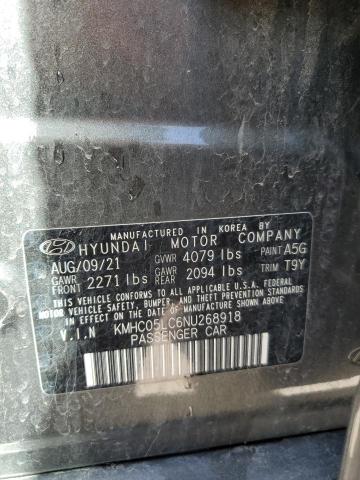 MANUFACTURED IN KOREA BY
HYUNDAI MOTOR COMPANY
AUG/09/21 GVWR 4079 lbs PAINT A5G
GAWR FRONT 2271 lbs GAWR REAR 2094 lbs TRIM T9Y
THIS VEHICLE CONFORMS TO ALL APPLICABLE U.S. FEDERAL
MOTOR VEHICLE SAFETY, BUMPER, AND THEFT PREVENTION
STANDARDS IN EFFECT ON THE DATE OF MANUFACTURE SHOWN ABOVE.
MADE IN U.S.A.
V.I.N KMHC05LC6NU268918
PASSENGER CAR